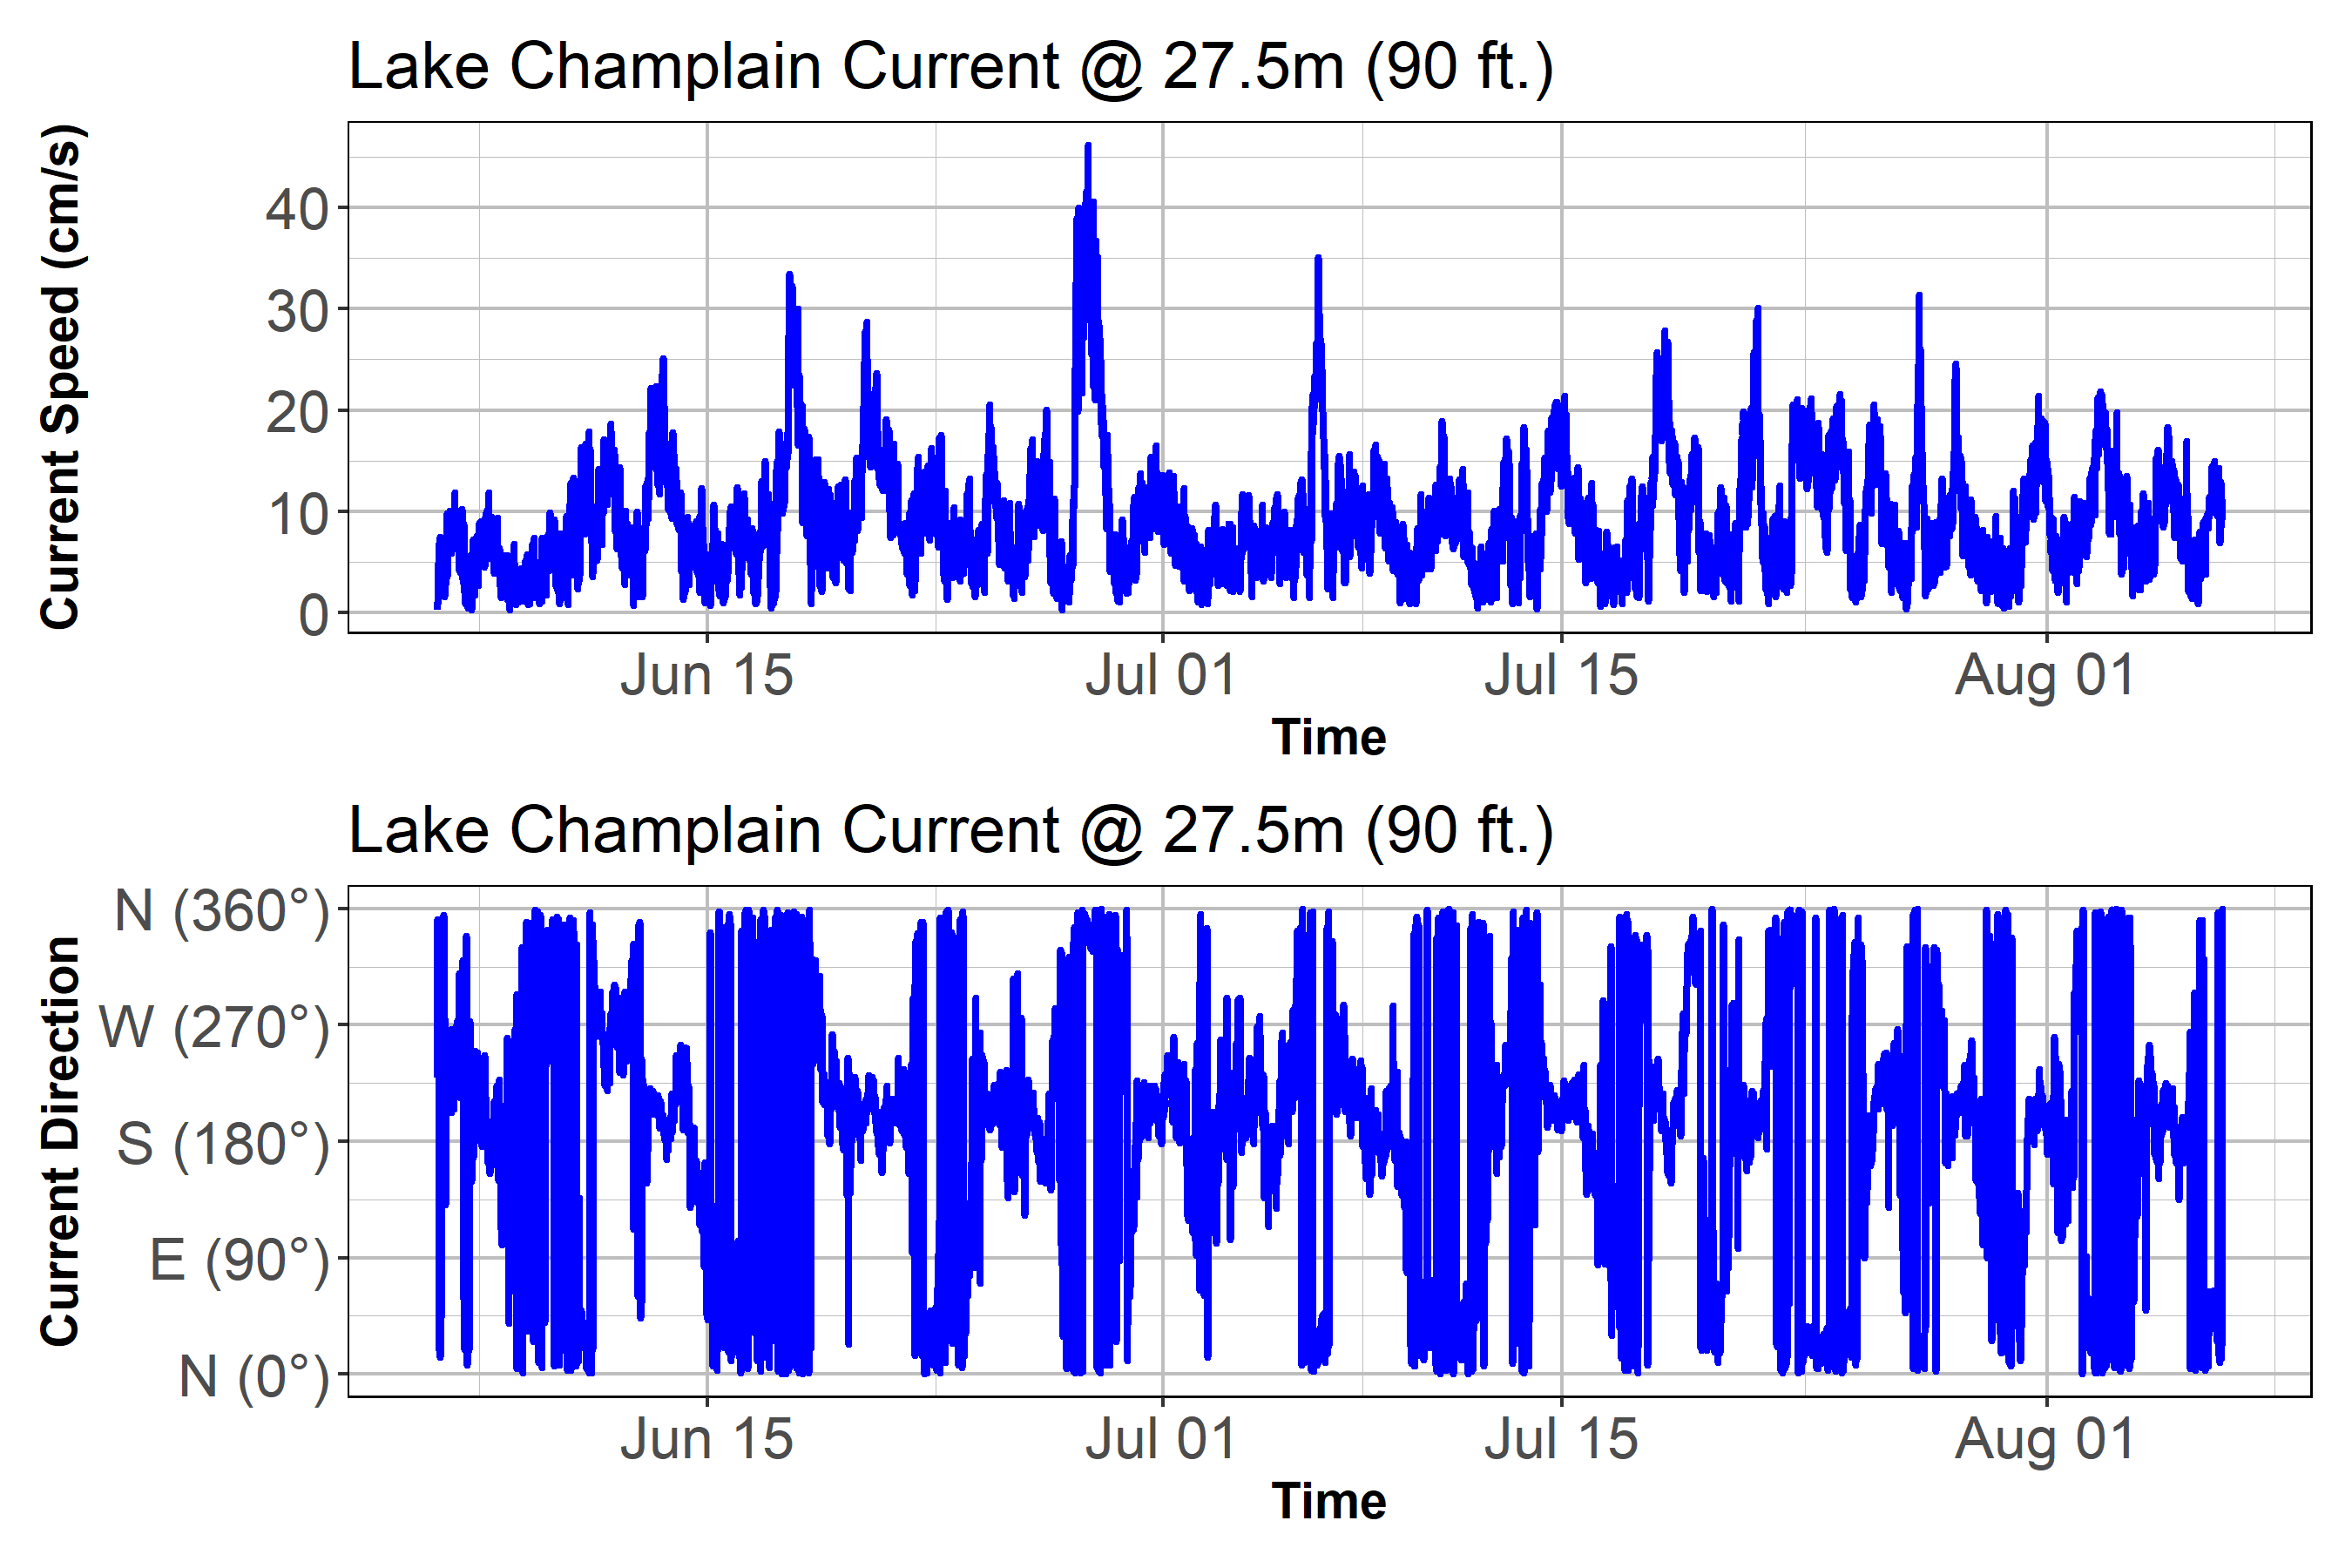 Lake Champlain Current @ 27.5m (90 ft.)
Current Speed (cm/s)
40
30
20
10
0
Jun 15 Jul 01 Jul 15 Aug 01
Time
Lake Champlain Current @ 27.5m (90 ft.)
Current Direction
N (360°)
W (270°)
S (180°)
E (90°)
N (0°)
Jun 15 Jul 01 Jul 15 Aug 01
Time